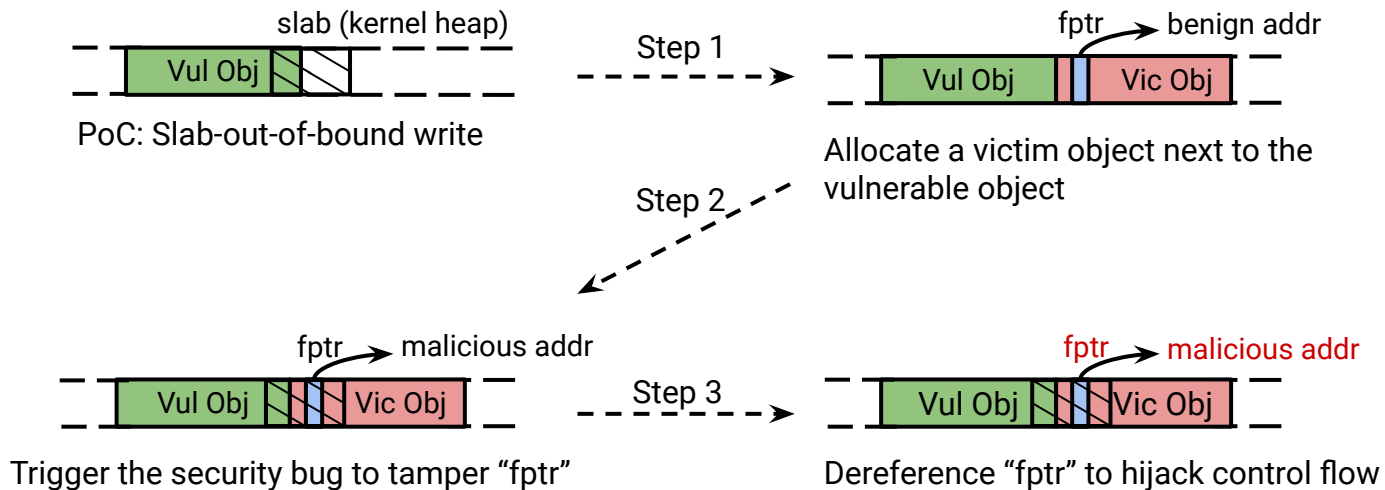 slab (kernel heap)
Vul Obj
PoC: Slab-out-of-bound write
Step 1
fptr
benign addr
Vul Obj
Vic Obj
Allocate a victim object next to the
vulnerable object
Step 2
fptr
malicious addr
Vul Obj
Vic Obj
Trigger the security bug to tamper “fptr”
Step 3
fptr
malicious addr
Vul Obj
Vic Obj
Dereference “fptr” to hijack control flow